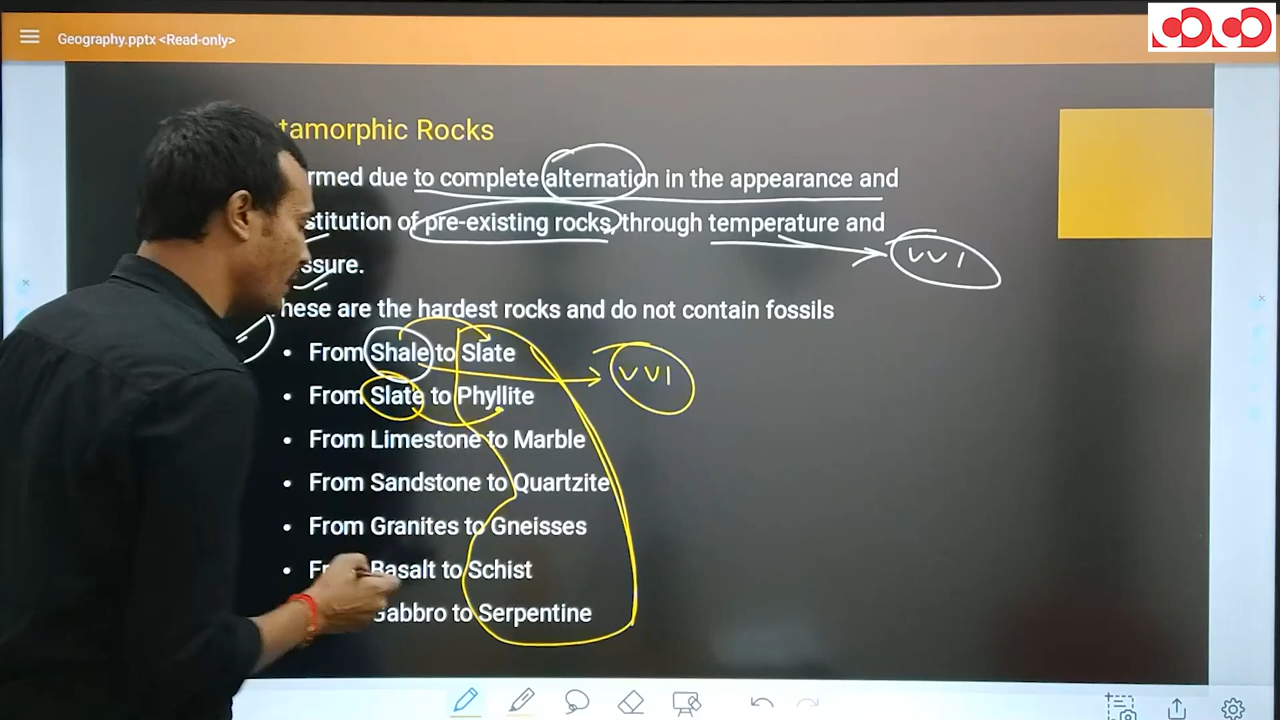 Geography.pptx <Read-only>
tamorphic Rocks
rmed due to complete alternation in the appearance and
stitution of pre-existing rocks, through temperature and
ssure.
VVI
hese are the hardest rocks and do not contain fossils
• From Shale to Slate
VVI
• From Slate to Phyllite
• From Limestone to Marble
• From Sandstone to Quartzite
• From Granites to Gneisses
• Fr Basalt to Schist
Gabbro to Serpentine